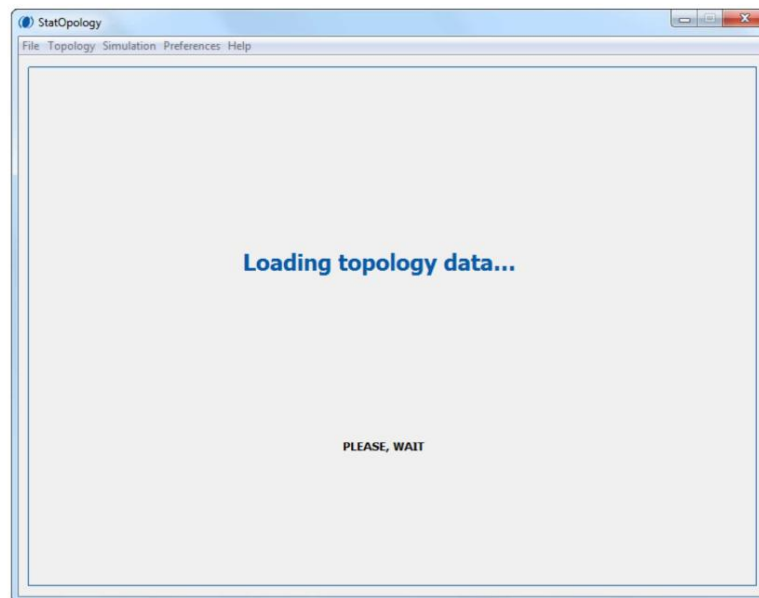 StatOpology
File Topology Simulation Preferences Help
Loading topology data...
PLEASE, WAIT